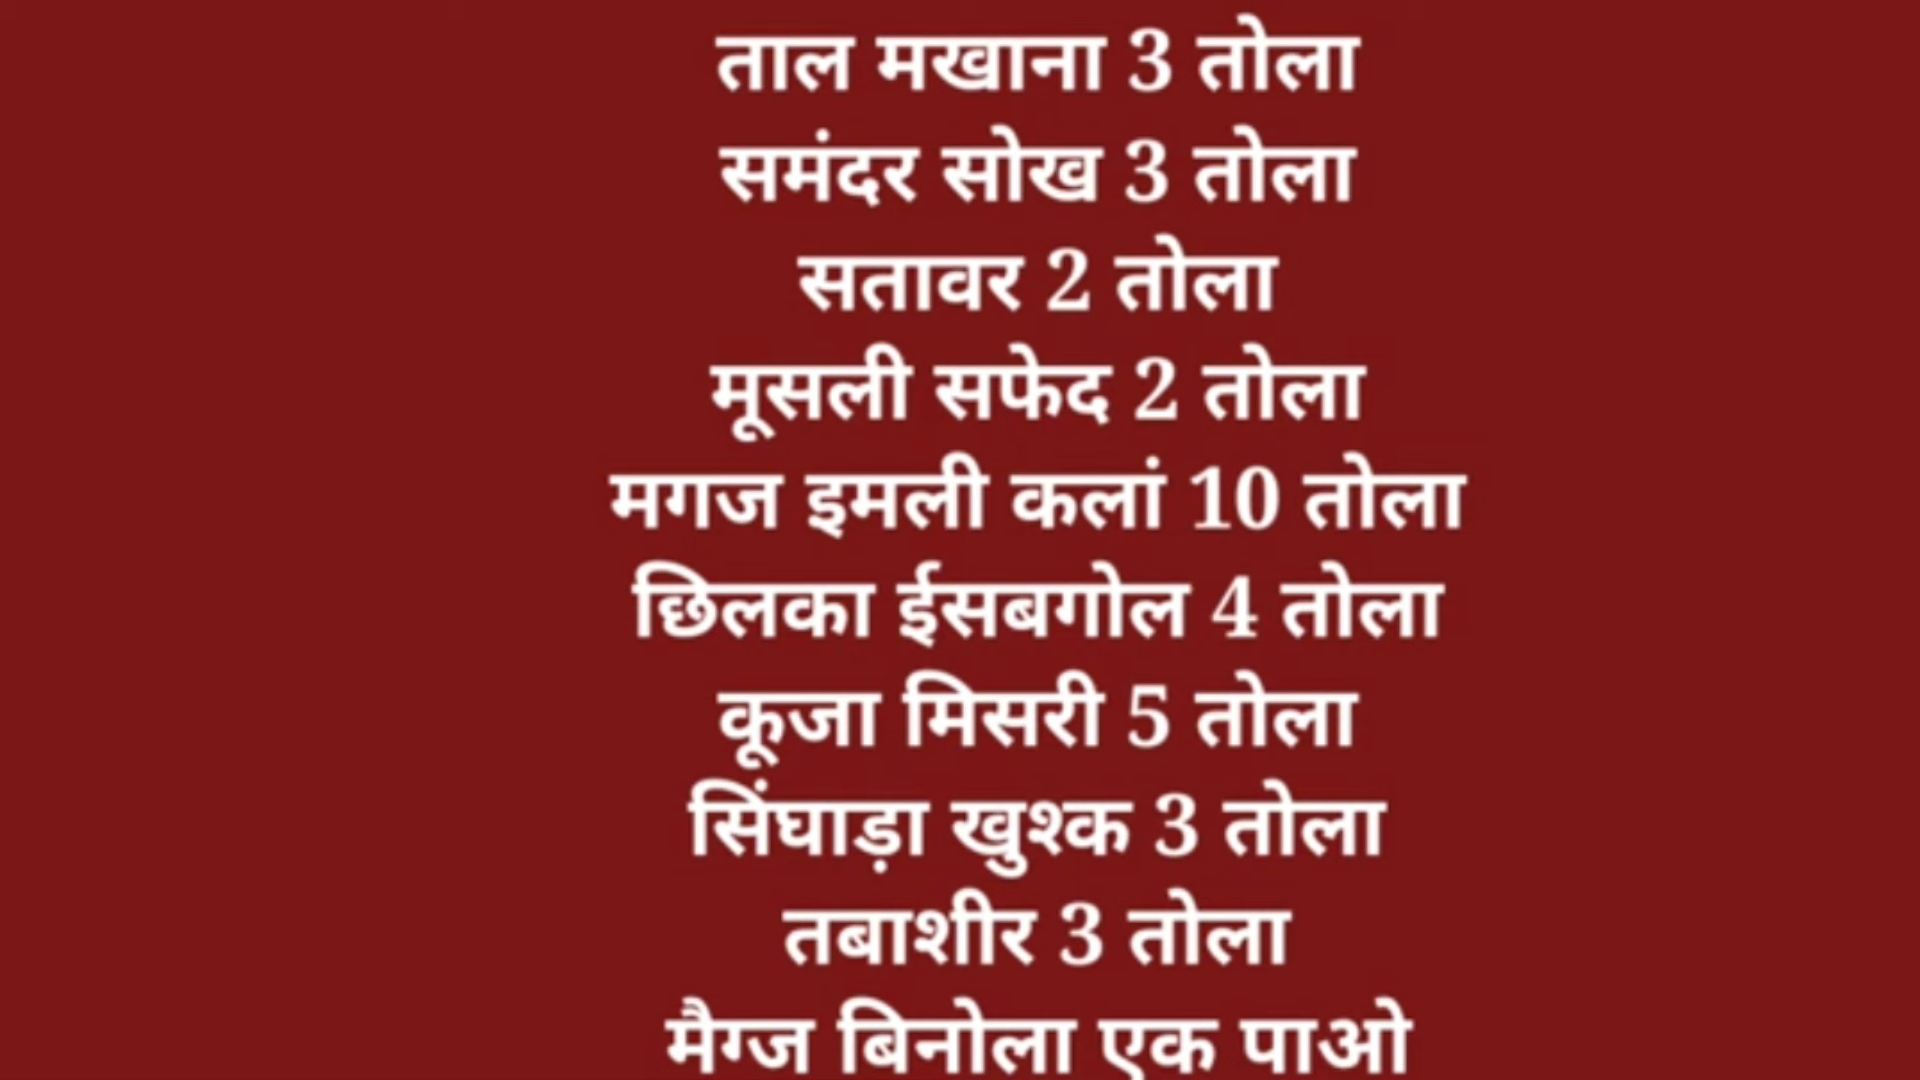 ताल मखाना 3 तोला
समंदर सोख 3 तोला
सतावर 2 तोला
मूसली सफेद 2 तोला
मगज इमली कलां 10 तोला
छिलका ईसबगोल 4 तोला
कूजा मिसरी 5 तोला
सिंघाड़ा खुश्क 3 तोला
तबाशीर 3 तोला
मैग्ज बिनोला एक पाओ